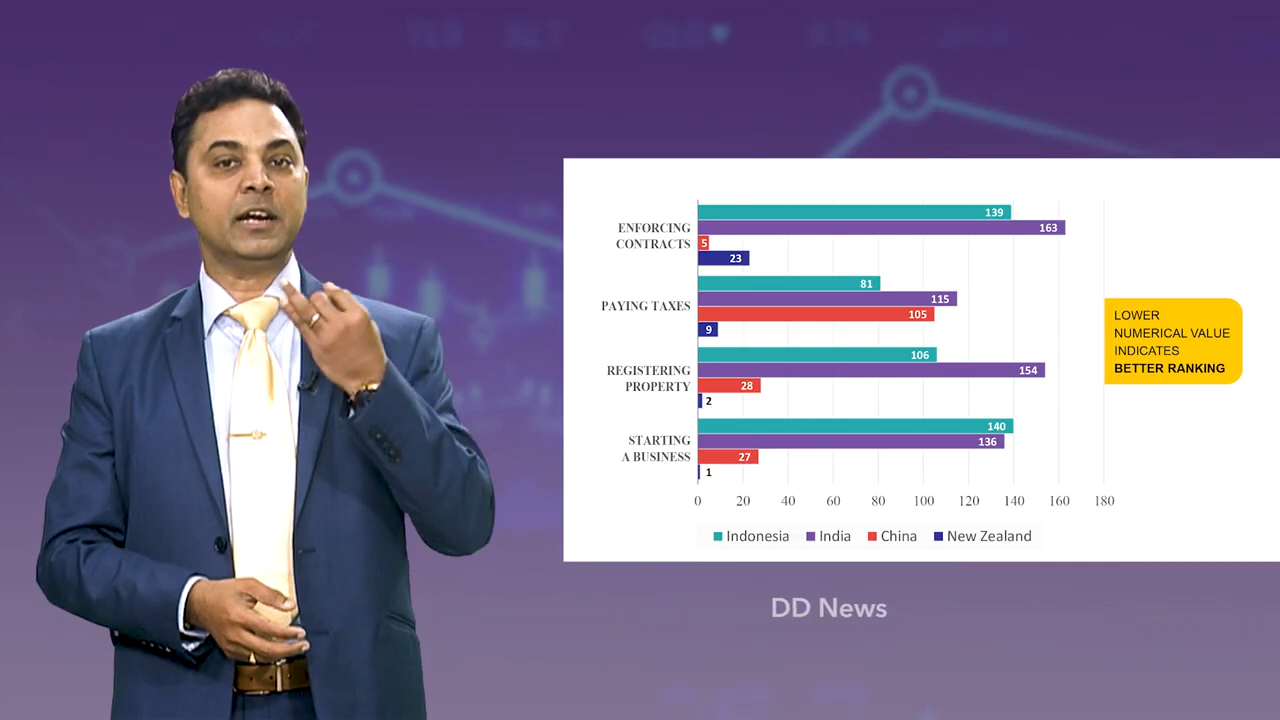 ENFORCING
CONTRACTS
139
163
5
23
PAYING TAXES
81
115
105
9
REGISTERING
PROPERTY
106
154
28
2
STARTING
A BUSINESS
140
136
27
1
0 20 40 60 80 100 120 140 160 180
Indonesia India China New Zealand
LOWER
NUMERICAL VALUE
INDICATES
BETTER RANKING
DD News